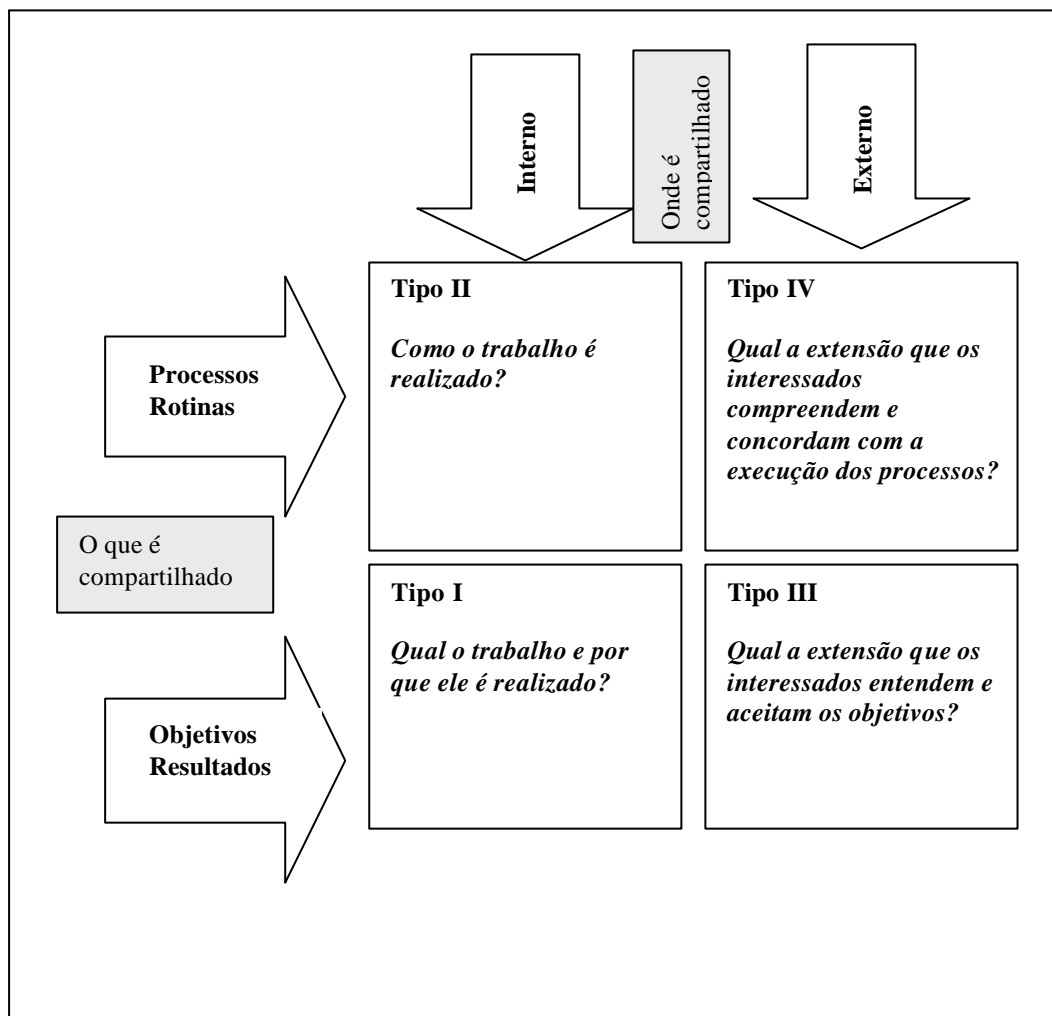 Interno
Onde é
compartilhado
Externo
Tipo II
Como o trabalho é
realizado?
Tipo IV
Qual a extensão que os
interessados
compreendem e
concordam com a
execução dos processos?
Processos
Rotinas
O que é
compartilhado
Tipo I
Qual o trabalho e por
que ele é realizado?
Tipo III
Qual a extensão que os
interessados entendem e
aceitam os objetivos?
Objetivos
Resultados